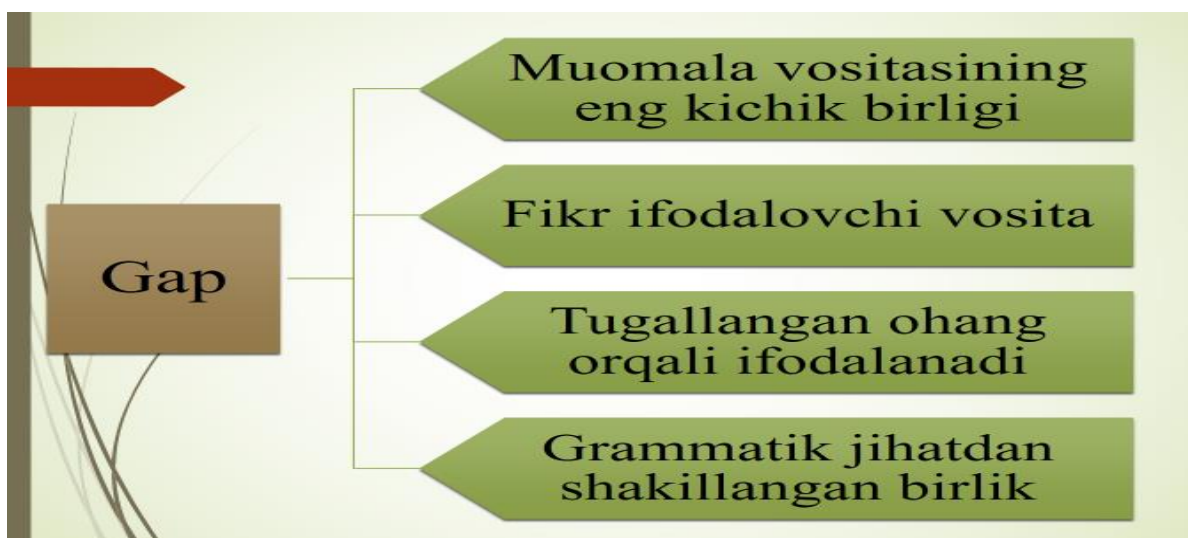 Muomala vositasining
eng kichik birligi
Fikr ifodalovchi vosita
Gap
Tugallangan ohang
orqali ifodalanadi
Grammatik jihatdan
shakillangan birlik